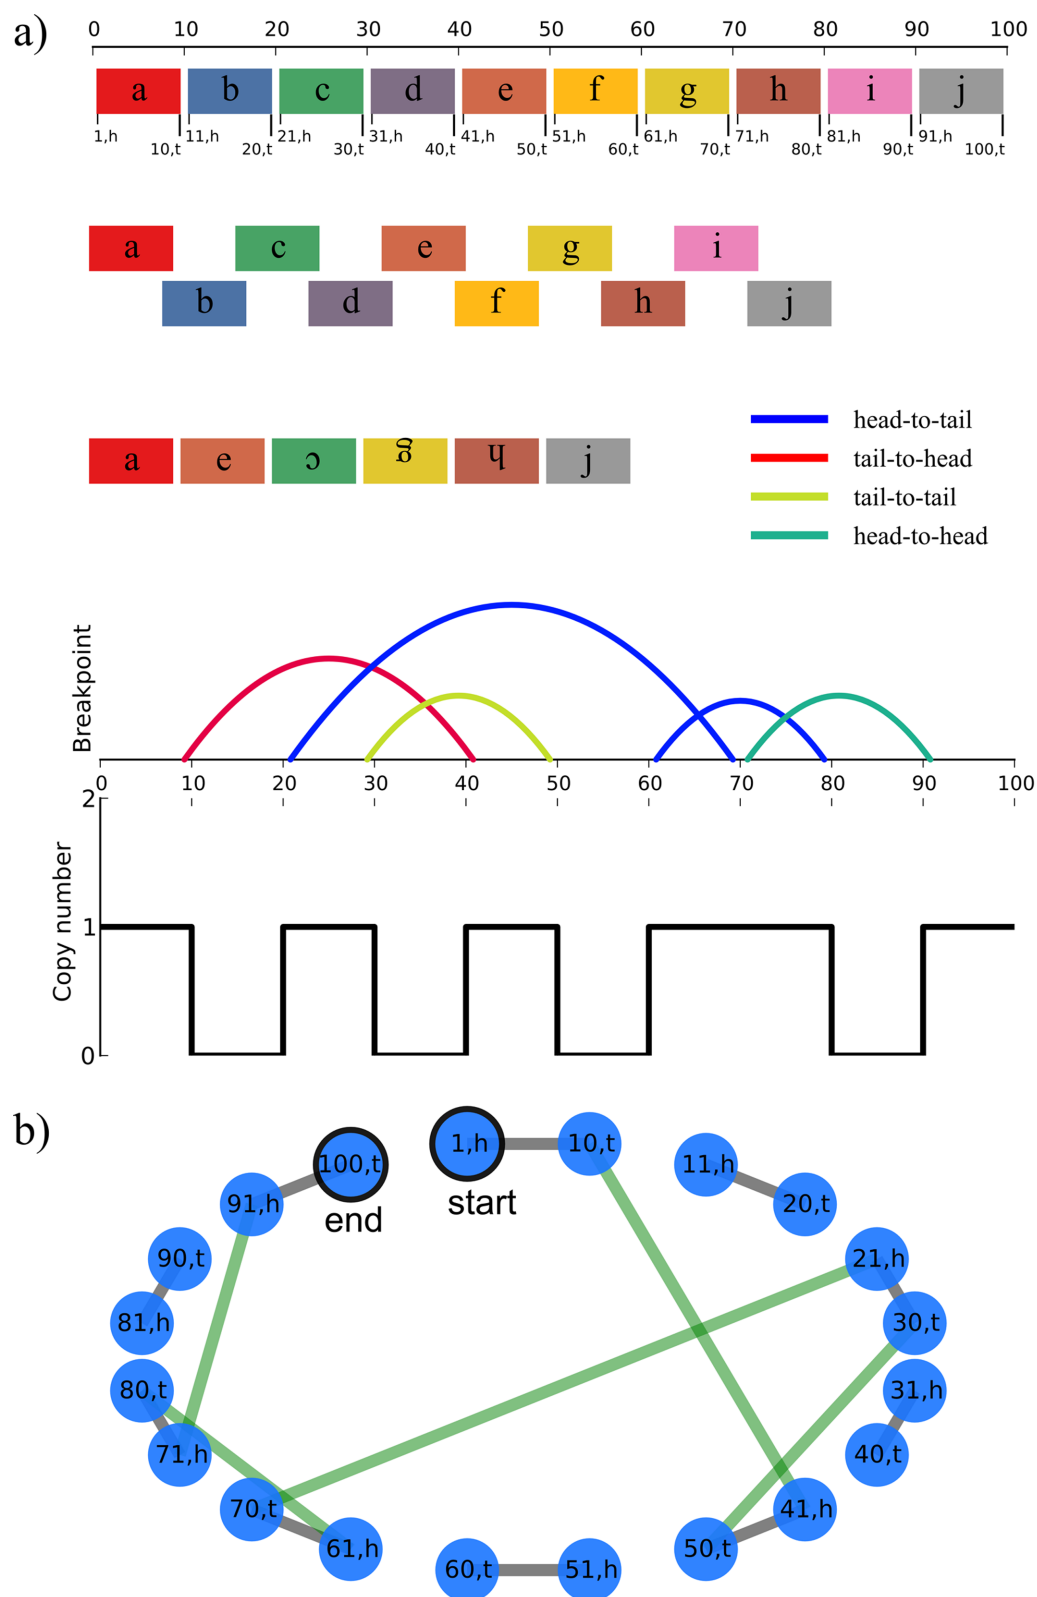 a)
0 10 20 30 40 50 60 70 80 90 100
a b c d e f g h i j
1,h 11,h 21,h 31,h 41,h 51,h 61,h 71,h 81,h 91,h
10,t 20,t 30,t 40,t 50,t 60,t 70,t 80,t 90,t 100,t
a c e g i
b d f h j
head-to-tail
a e c g h j
tail-to-head
tail-to-tail
head-to-head
Breakpoint
0 10 20 30 40 50 60 70 80 90 100
2
Copy number
1
0
b)
1,h 10,t
100,t 11,h
start
91,h 20,t
end
90,t 21,h
81,h 30,t
80,t 31,h
71,h 40,t
70,t 41,h
61,h 50,t
60,t 51,h